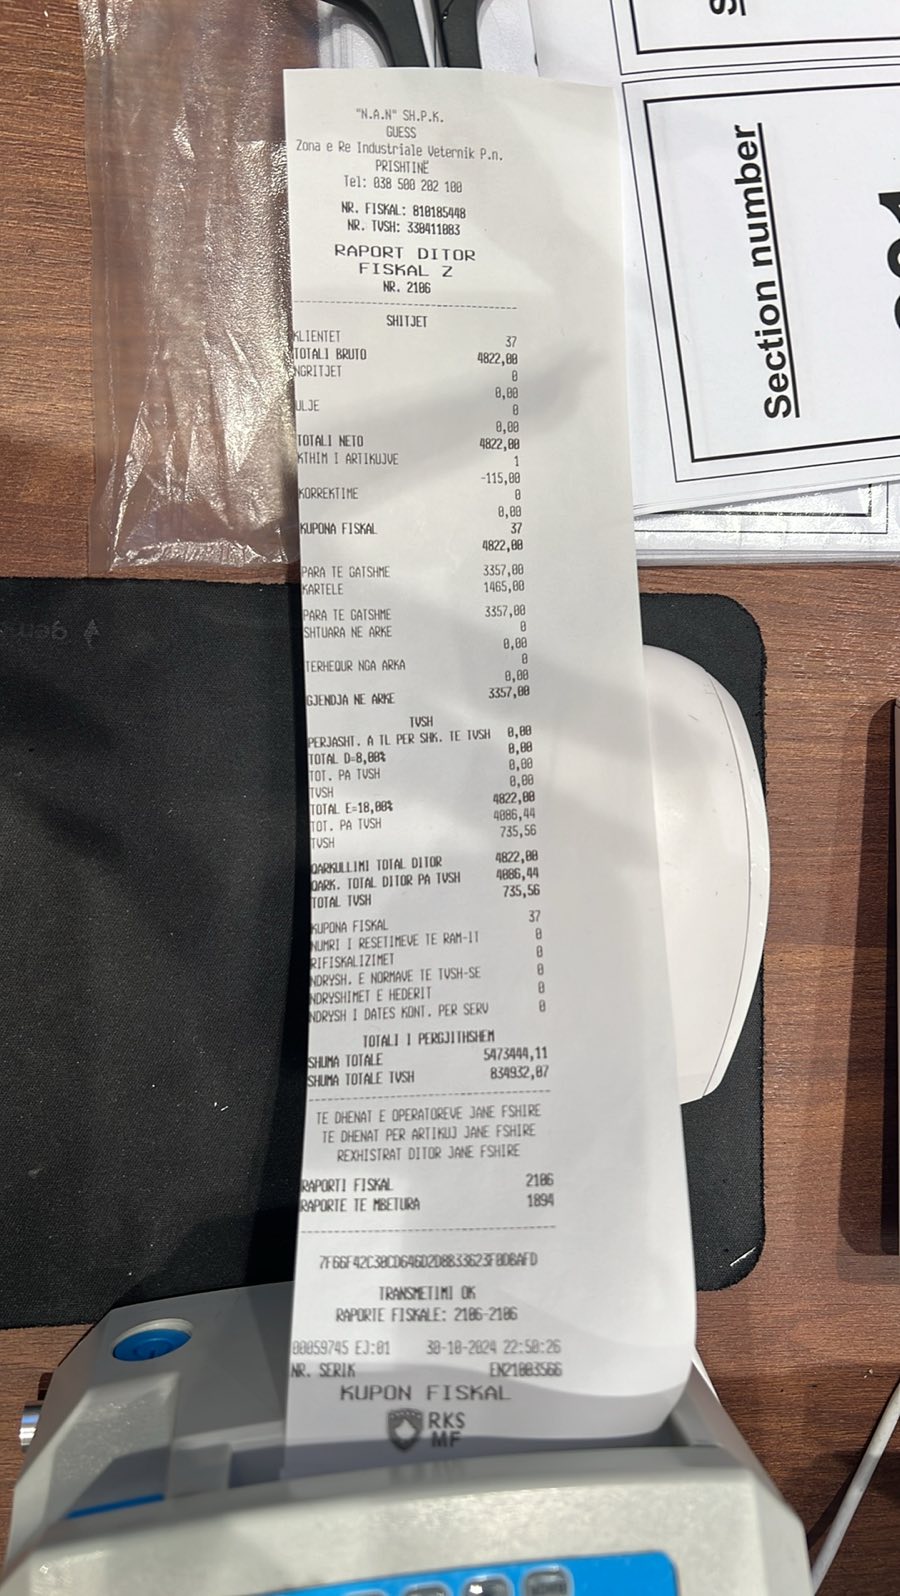 "N.A.N" SH.P.K.
GUESS
Zona e Re Industriale Veternik P.n.
PRISHTINË
Tel: 038 500 202 100
NR. FISKAL: 810185448
NR. TVSH: 330411083
RAPORT DITOR
FISKAL Z
NR. 2106
SHITJET
KLIENTET 37
TOTALI BRUTO 4822,00
NGRITJET 0
0,00
ULJE 0
0,00
TOTALI NETO 4822,00
KTHIM I ARTIKUJVE 1
-115,00
KORREKTIME 0
0,00
KUPONA FISKAL 37
4822,00
PARA TE GATSHME 3357,00
KARTELE 1465,00
PARA TE GATSHME 3357,00
SHTUARA NE ARKE 0
0,00
TERHEQUR NGA ARKA 0
0,00
GJENDJA NE ARKE 3357,00
TVSH
PERJASHT. A TL PER SHK. TE TVSH 0,00
TOTAL D=8,00% 0,00
TOT. PA TVSH 0,00
TVSH 0,00
TOTAL E=18,00% 4822,00
TOT. PA TVSH 4086,44
TVSH 735,56
QARKULLIMI TOTAL DITOR 4822,00
QARK. TOTAL DITOR PA TVSH 4086,44
TOTAL TVSH 735,56
KUPONA FISKAL 37
NUMRI I RESETIMEVE TE RAM-IT 0
RIFISKALIZIMET 0
NDRYSH. E NORMAVE TE TVSH-SE 0
NDRYSHIMET E HEDERIT 0
NDRYSH I DATES KONT. PER SERV 0
TOTALI I PERGJITHSHEM
SHUMA TOTALE 5473444,11
SHUMA TOTALE TVSH 834932,07
TE DHENAT E OPERATOREVE JANE FSHIRE
TE DHENAT PER ARTIKUJ JANE FSHIRE
REXHISTRAT DITOR JANE FSHIRE
RAPORTI FISKAL 2106
RAPORTE TE MBETURA 1894
TRANSMETIMI OK
RAPORTE FISKALE: 2106-2106
00059745 EJ:01 30-10-2024 22:50:26
NR. SERIK EN21003566
KUPON FISKAL
RKS
MF
Section number